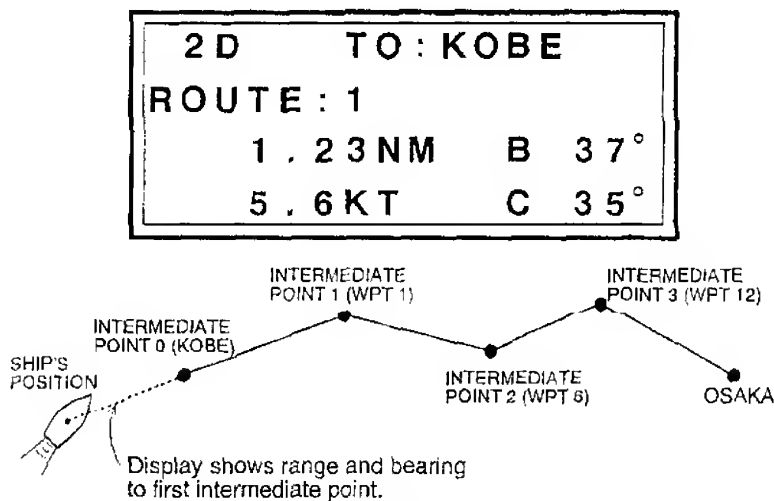 2D TO:KOBE
ROUTE:1
1.23NM B 37°
5.6KT C 35°
INTERMEDIATE
POINT 1 (WPT 1)
INTERMEDIATE
POINT 3 (WPT 12)
INTERMEDIATE
POINT 0 (KOBE)
SHIP'S
POSITION
INTERMEDIATE
POINT 2 (WPT 6)
OSAKA
Display shows range and bearing
to first intermediate point.